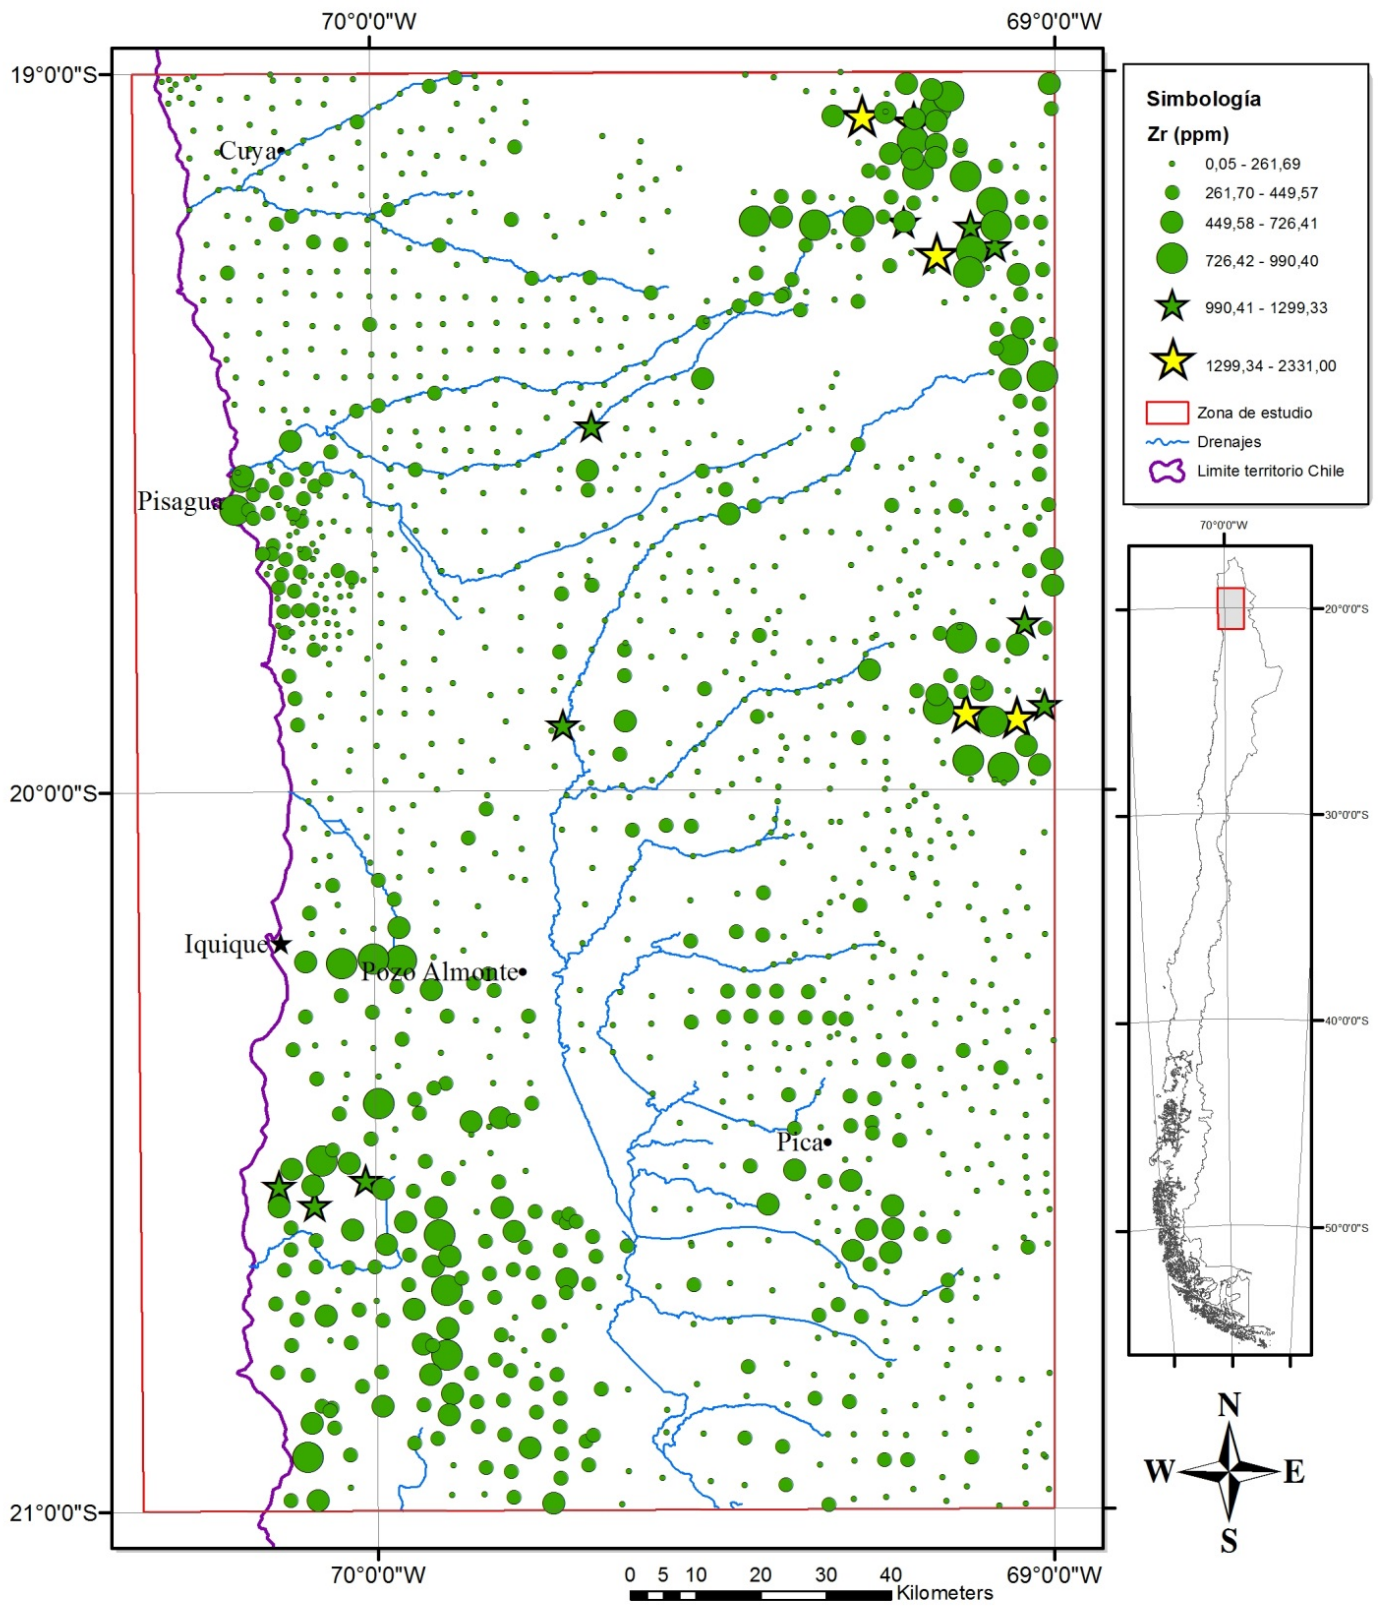 70°0'0"W
69°0'0"W
19°0'0"S
Cuya
Pisagua
20°0'0"S
Iquique
Pozo Almonte
Pica
21°0'0"S
70°0'0"W
69°0'0"W
0 5 10 20 30 40
Kilometers
Simbología
Zr (ppm)
0,05 - 261,69
261,70 - 449,57
449,58 - 726,41
726,42 - 990,40
990,41 - 1299,33
1299,34 - 2331,00
Zona de estudio
Drenajes
Limite territorio Chile
70°0'0"W
20°0'0"S
30°0'0"S
40°0'0"S
50°0'0"S
N
W E
S